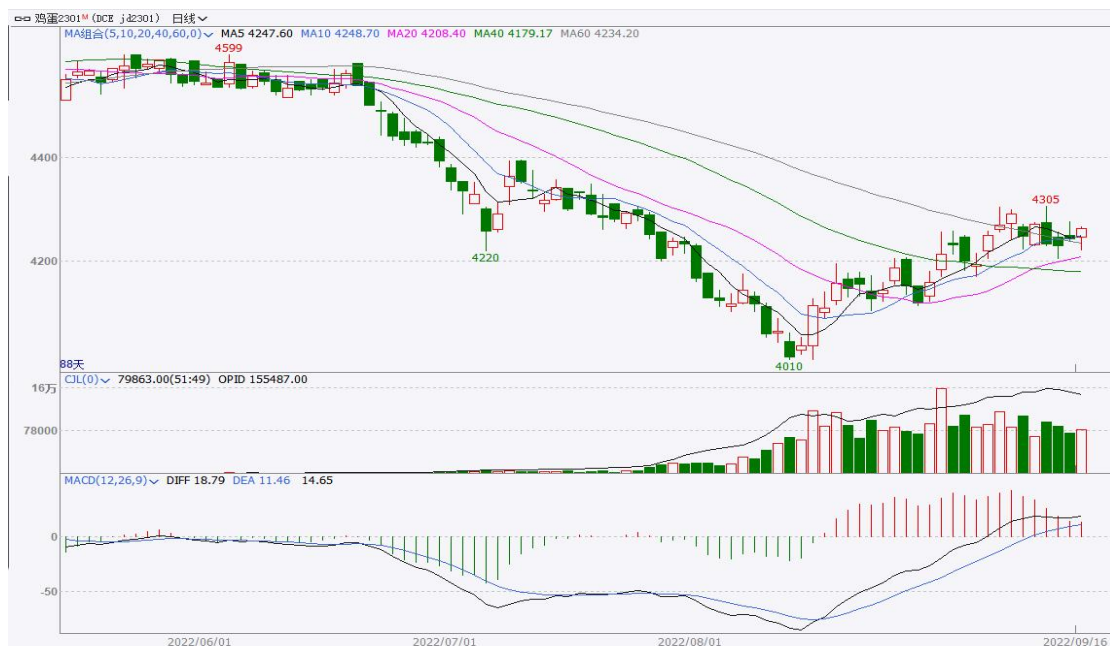 鸡蛋2301M (DCE jd2301) 日线
MA组合(5,10,20,40,60,0) MA5 4247.60 MA10 4248.70 MA20 4208.40 MA40 4179.17 MA60 4234.20
4599
4400
4305
4220
4200
4010
88天
CJL(0) 79863.00(51:49) OPID 155487.00
16万
78000
MACD(12,26,9) DIFF 18.79 DEA 11.46 14.65
0
-50
2022/06/01 2022/07/01 2022/08/01 2022/09/16